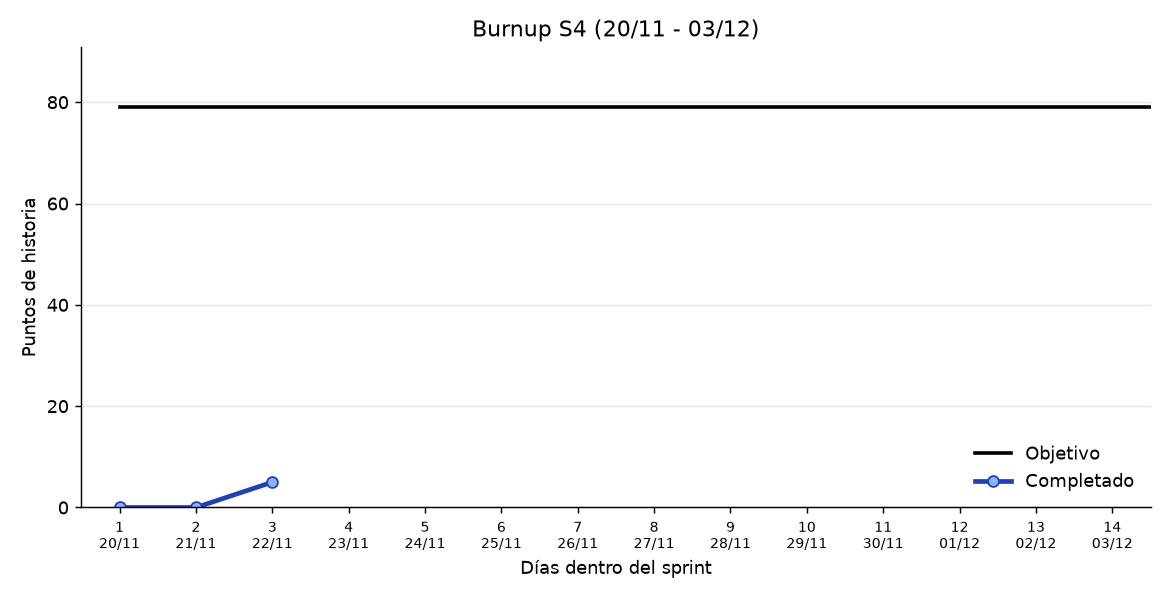 Burnup S4 (20/11 - 03/12)
Puntos de historia
80
60
40
20
0
1 2 3 4 5 6 7 8 9 10 11 12 13 14
20/11 21/11 22/11 23/11 24/11 25/11 26/11 27/11 28/11 29/11 30/11 01/12 02/12 03/12
Días dentro del sprint
Objetivo
Completado